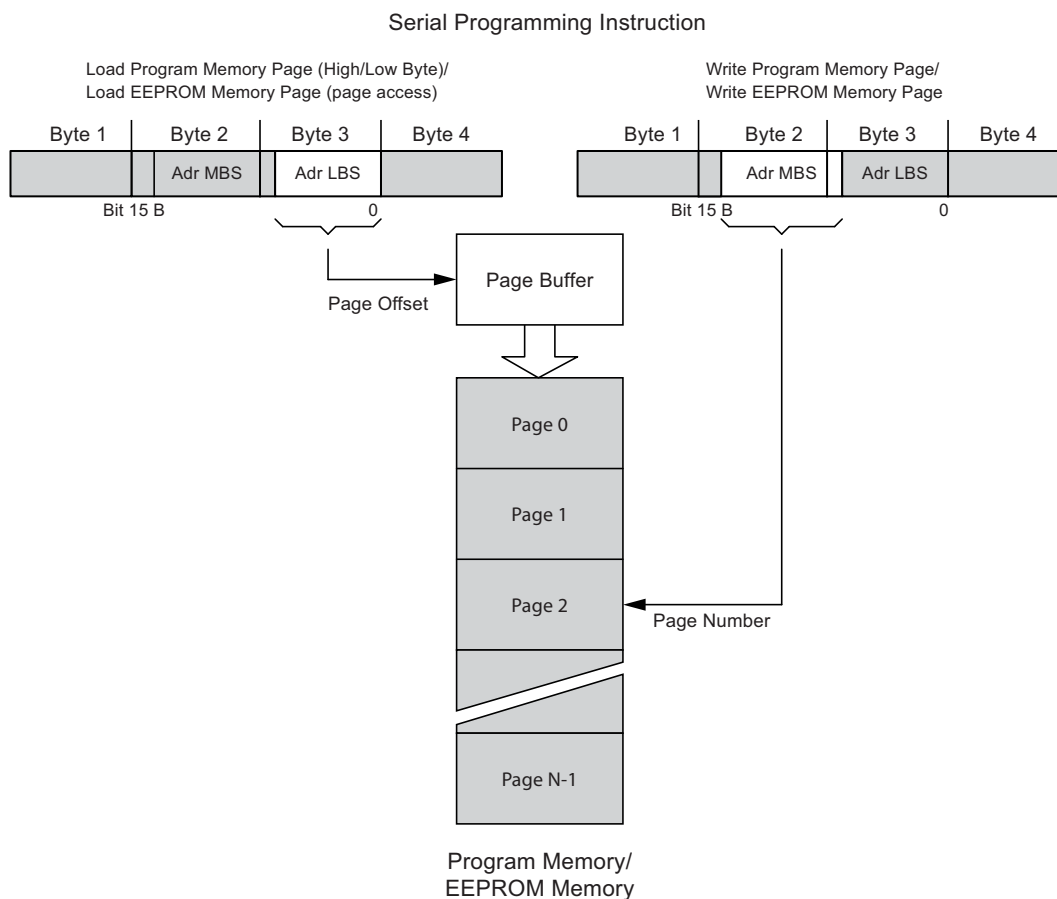 Serial Programming Instruction
Load Program Memory Page (High/Low Byte)/
Load EEPROM Memory Page (page access)
Byte 1 Byte 2 Byte 3 Byte 4
Adr MBS Adr LBS
Bit 15 B 0
Write Program Memory Page/
Write EEPROM Memory Page
Byte 1 Byte 2 Byte 3 Byte 4
Adr MBS Adr LBS
Bit 15 B 0
Page Offset
Page Buffer
Page 0
Page 1
Page 2
Page Number
Page N-1
Program Memory/
EEPROM Memory